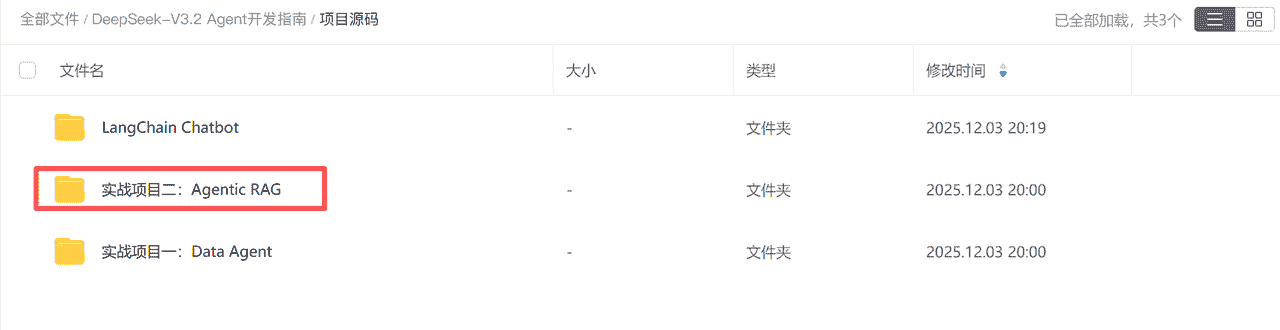 全部文件 / DeepSeek-V3.2 Agent开发指南 / 项目源码 已全部加载，共3个
文件名 大小 类型 修改时间
LangChain Chatbot - 文件夹 2025.12.03 20:19
实战项目二：Agentic RAG - 文件夹 2025.12.03 20:00
实战项目一：Data Agent - 文件夹 2025.12.03 20:00